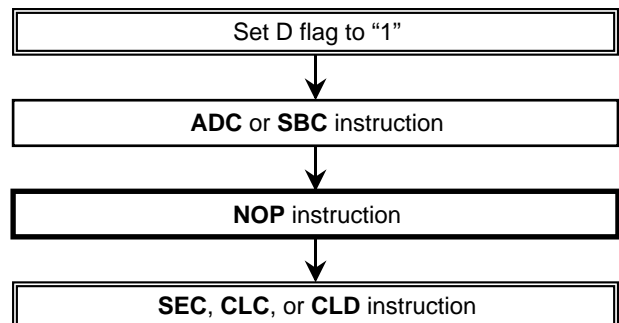 Set D flag to “1”
ADC or SBC instruction
NOP instruction
SEC, CLC, or CLD instruction